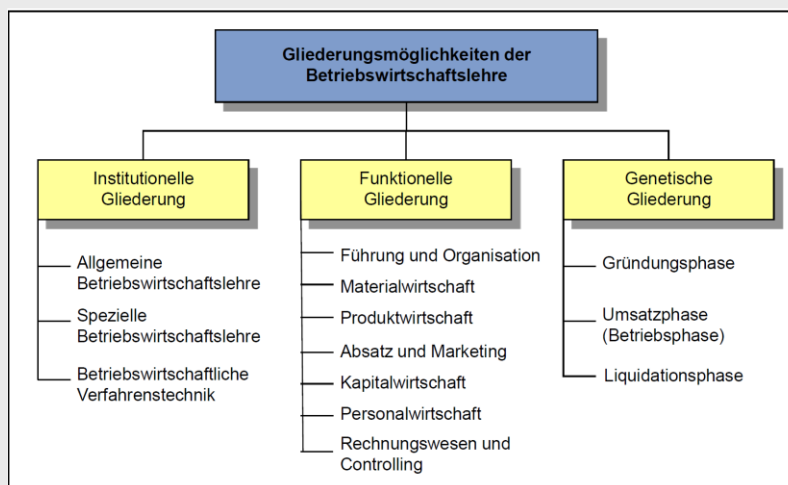 Gliederungsmöglichkeiten der
Betriebswirtschaftslehre
Institutionelle
Gliederung
Allgemeine
Betriebswirtschaftslehre
Spezielle
Betriebswirtschaftslehre
Betriebswirtschaftliche
Verfahrenstechnik
Funktionelle
Gliederung
Führung und Organisation
Materialwirtschaft
Produktwirtschaft
Absatz und Marketing
Kapitalwirtschaft
Personalwirtschaft
Rechnungswesen und
Controlling
Genetische
Gliederung
Gründungsphase
Umsatzphase
(Betriebsphase)
Liquidationsphase